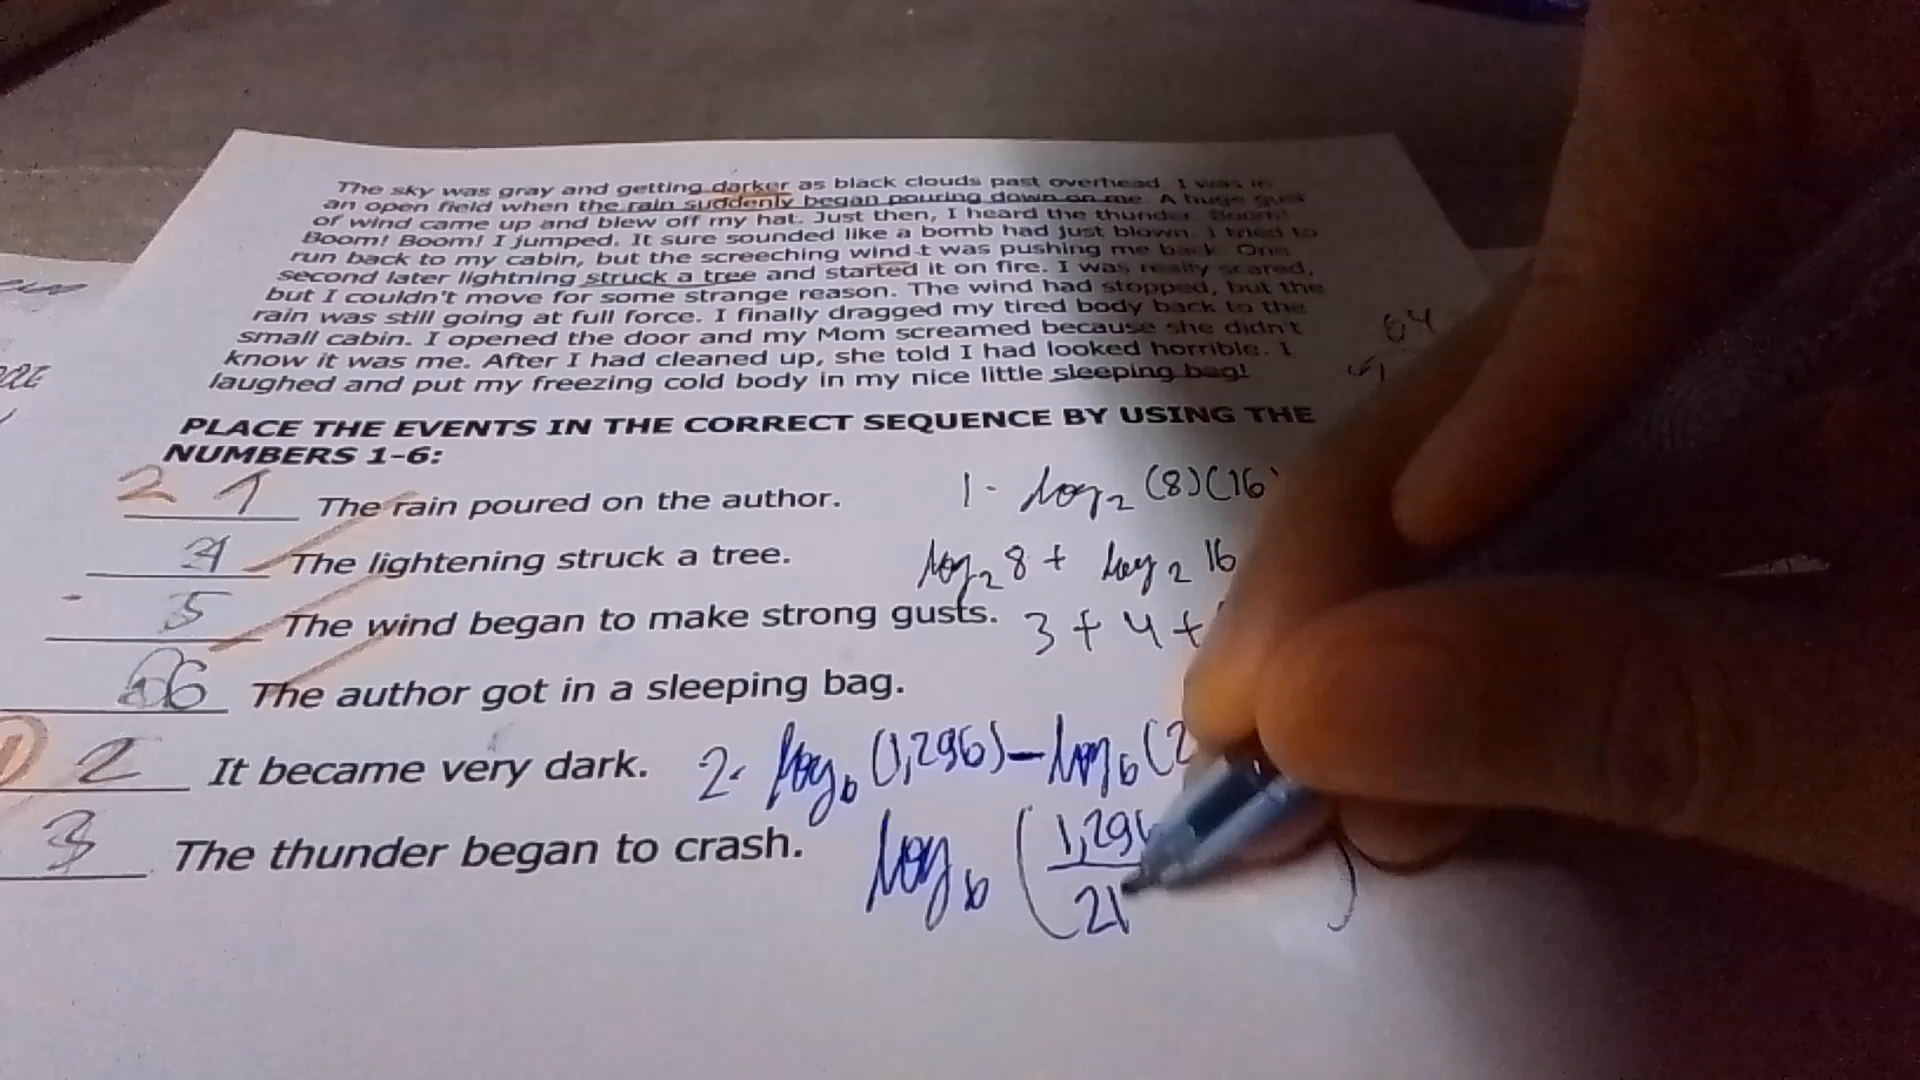 The sky was gray and getting darker as black clouds past overhead. I was in
an open field when the rain suddenly began pouring down on me. A huge gust
of wind came up and blew off my hat. Just then, I heard the thunder. Boom!
Boom! Boom! I jumped. It sure sounded like a bomb had just blown. I tried to
run back to my cabin, but the screeching wind t was pushing me back. One
second later lightning struck a tree and started it on fire. I was really scared,
but I couldn't move for some strange reason. The wind had stopped, but the
rain was still going at full force. I finally dragged my tired body back to the
small cabin. I opened the door and my Mom screamed because she didn't
know it was me. After I had cleaned up, she told I had looked horrible. I
laughed and put my freezing cold body in my nice little sleeping bag!
64
PLACE THE EVENTS IN THE CORRECT SEQUENCE BY USING THE
NUMBERS 1-6:
2 1 The rain poured on the author. 1. log₂ (8)(16)
The lightening struck a tree. log₂ 8 + log₂ 16
5 The wind began to make strong gusts. 3 + 4 +
6 The author got in a sleeping bag.
1 2 It became very dark. 2. log₆ (1,296) - log₆ (2
3 The thunder began to crash. log₆ (1,29
21